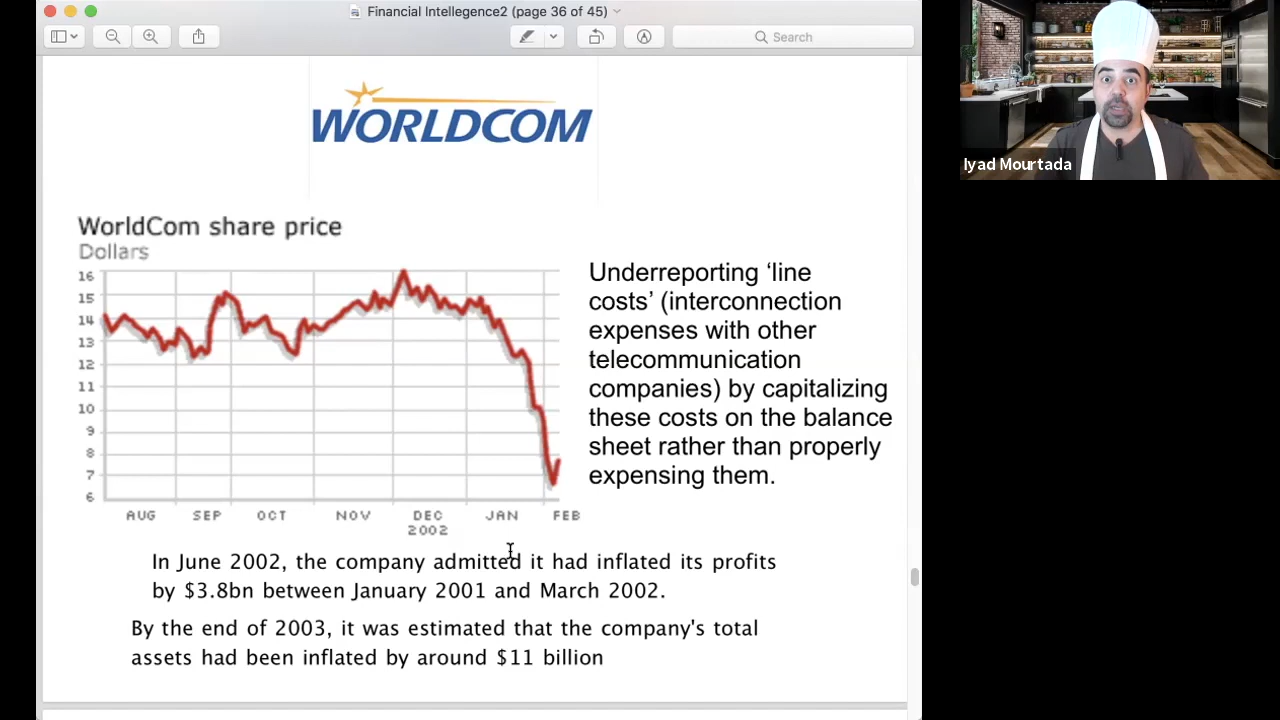 Financial Intellegence2 (page 36 of 45)
Search
WORLDCOM
Iyad Mourtada
WorldCom share price
Dollars
16
15
14
13
12
11
10
9
8
7
6
AUG SEP OCT NOV DEC JAN FEB
2002
Underreporting ‘line
costs’ (interconnection
expenses with other
telecommunication
companies) by capitalizing
these costs on the balance
sheet rather than properly
expensing them.
In June 2002, the company admitted it had inflated its profits
by $3.8bn between January 2001 and March 2002.
By the end of 2003, it was estimated that the company's total
assets had been inflated by around $11 billion